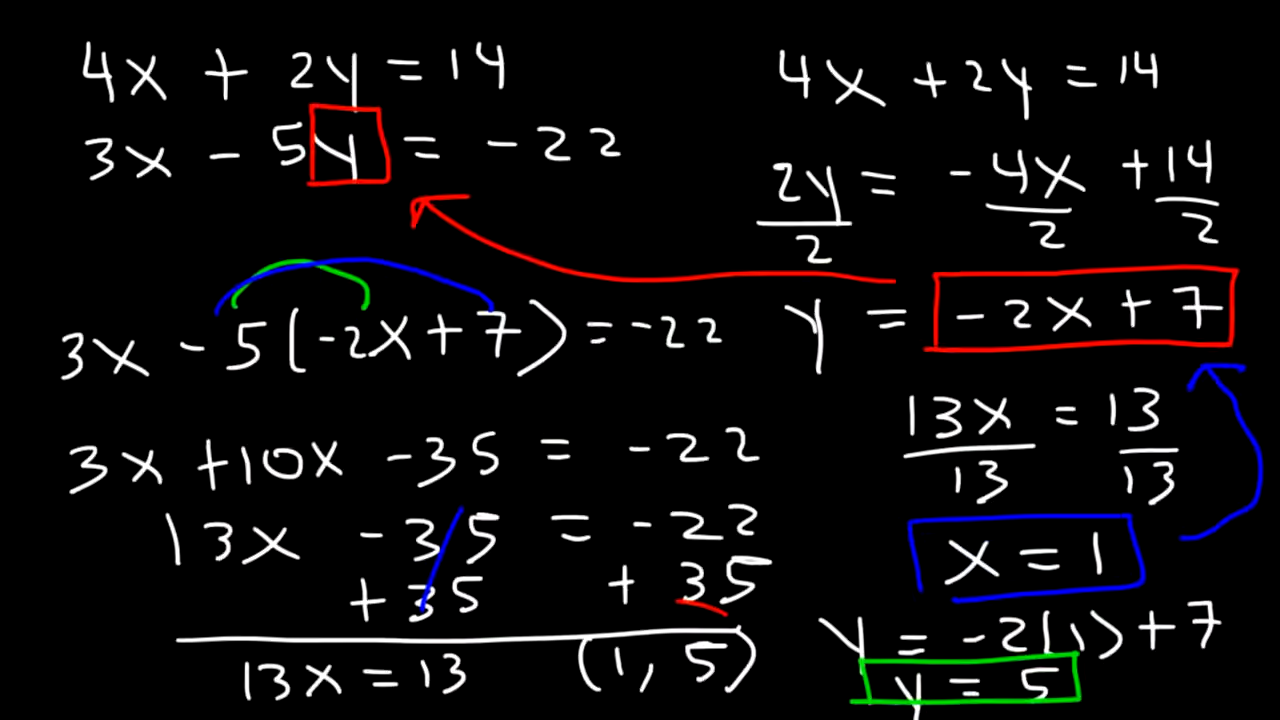 4x + 2y = 14
3x - 5y = -22
3x - 5(-2x + 7) = -22
3x + 10x - 35 = -22
13x - 35 = -22
+ 35 + 35
13x = 13 (1, 5)
4x + 2y = 14
2y/2 = -4x/2 + 14/2
y = -2x + 7
13x/13 = 13/13
x = 1
y = -2(1) + 7
y = 5